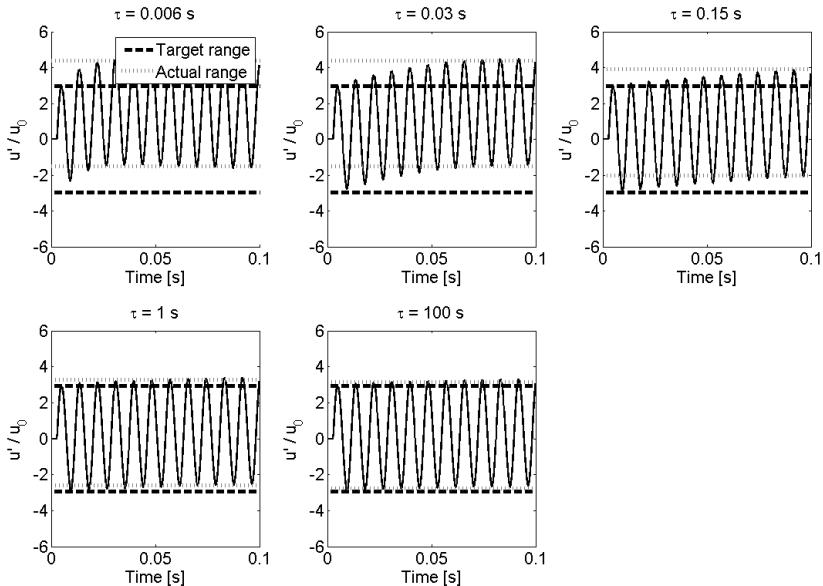 τ = 0.006 s
6
4
2
0
-2
-4
-6
u' / u0
0
0.05
0.1
Time [s]
Target range
Actual range
τ = 0.03 s
6
4
2
0
-2
-4
-6
u' / u0
0
0.05
0.1
Time [s]
τ = 0.15 s
6
4
2
0
-2
-4
-6
u' / u0
0
0.05
0.1
Time [s]
τ = 1 s
6
4
2
0
-2
-4
-6
u' / u0
0
0.05
0.1
Time [s]
τ = 100 s
6
4
2
0
-2
-4
-6
u' / u0
0
0.05
0.1
Time [s]